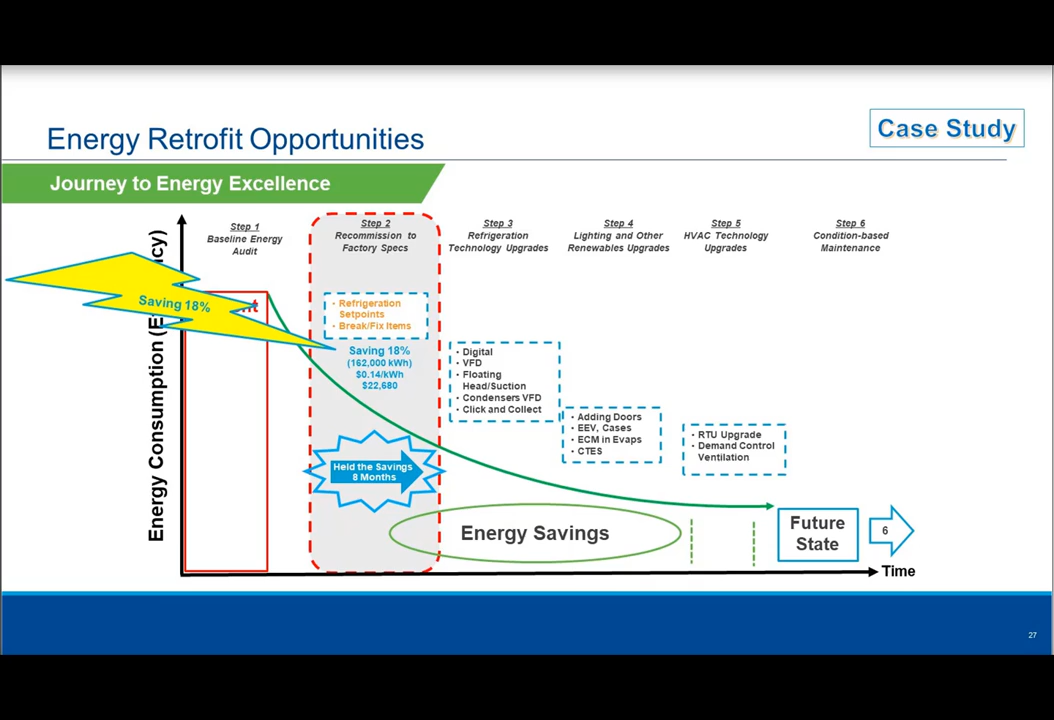 Energy Retrofit Opportunities
Case Study
Journey to Energy Excellence
Step 1
Baseline Energy
Audit
Step 2
Recommission to
Factory Specs
Step 3
Refrigeration
Technology Upgrades
Step 4
Lighting and Other
Renewables Upgrades
Step 5
HVAC Technology
Upgrades
Step 6
Condition-based
Maintenance
Energy Consumption
Saving 18%
• Refrigeration
Setpoints
• Break/Fix Items
Saving 18%
(162,000 kWh)
$0.14/kWh
$22,680
• Digital
• VFD
• Floating
Head/Suction
• Condensers VFD
• Click and Collect
• Adding Doors
• EEV, Cases
• ECM in Evaps
• CTES
• RTU Upgrade
• Demand Control
Ventilation
Held the Savings
8 Months
Energy Savings
Future
State
6
Time
27